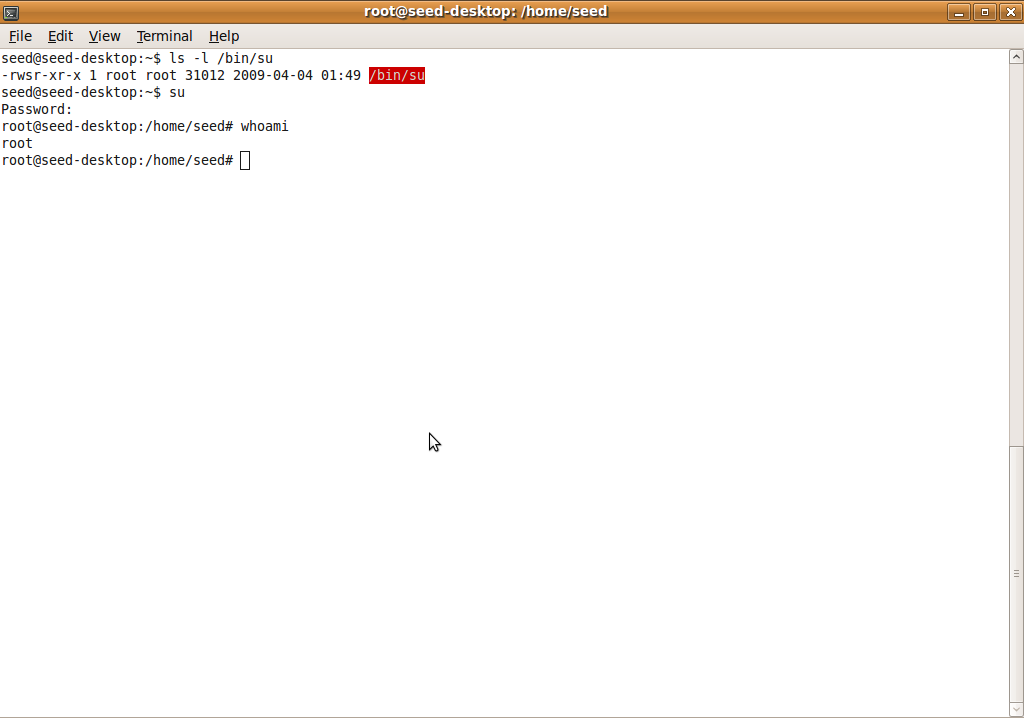 root@seed-desktop: /home/seed
File Edit View Terminal Help
seed@seed-desktop:~$ ls -l /bin/su
-rwsr-xr-x 1 root root 31012 2009-04-04 01:49 /bin/su
seed@seed-desktop:~$ su
Password:
root@seed-desktop:/home/seed# whoami
root
root@seed-desktop:/home/seed#